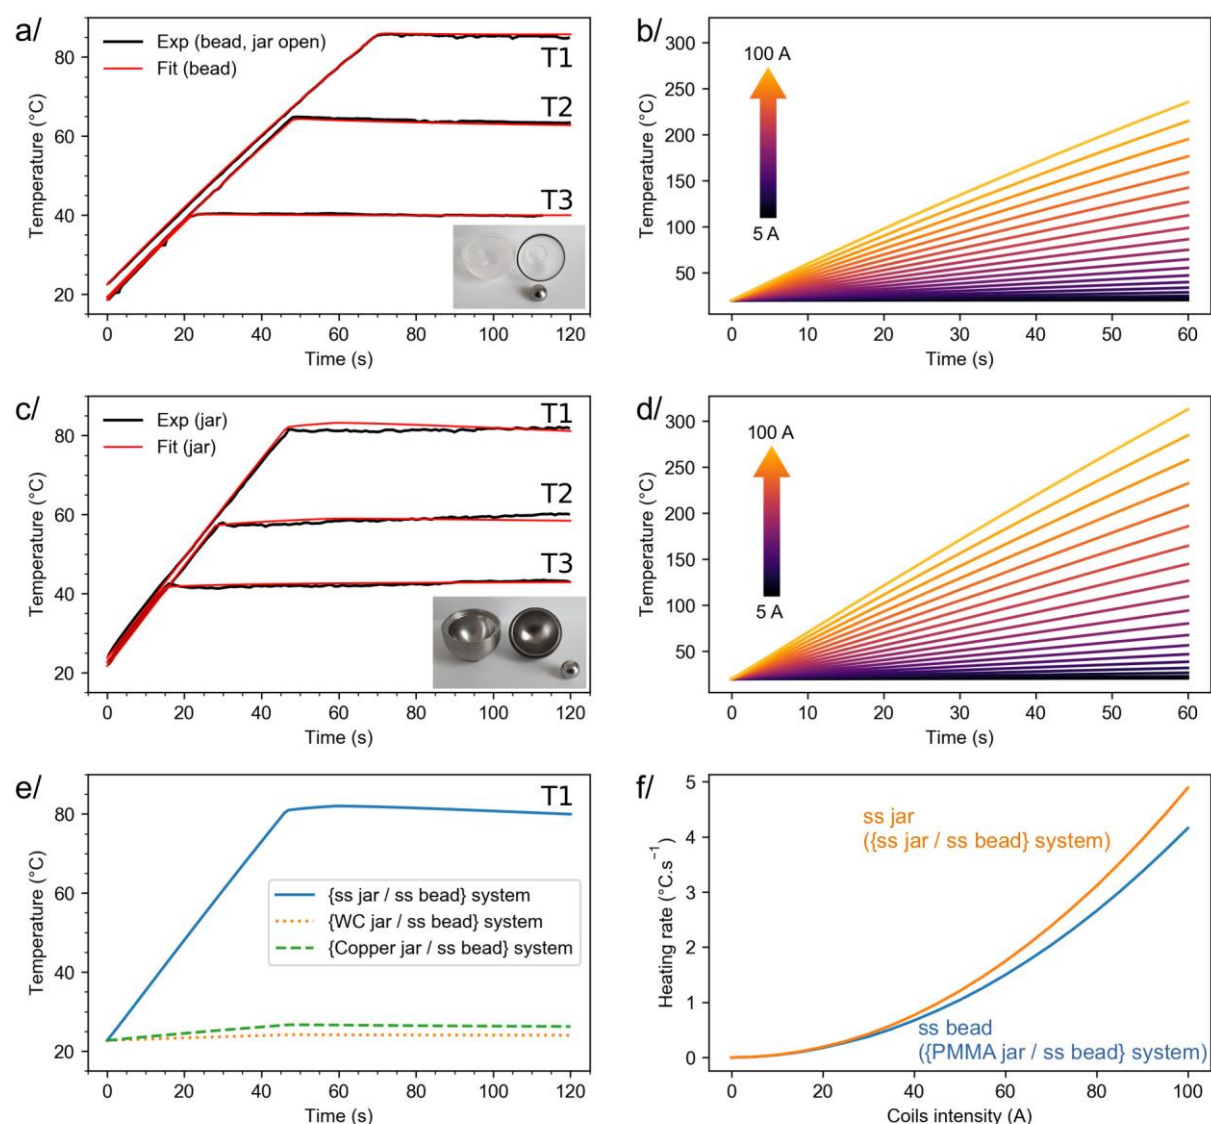 a/
Exp (bead, jar open)
Fit (bead)
T1
T2
T3
Temperature (°C)
80
60
40
20
0 20 40 60 80 100 120
Time (s)
b/
100 A
5 A
Temperature (°C)
300
250
200
150
100
50
0 10 20 30 40 50 60
Time (s)
c/
Exp (jar)
Fit (jar)
T1
T2
T3
Temperature (°C)
80
60
40
20
0 20 40 60 80 100 120
Time (s)
d/
100 A
5 A
Temperature (°C)
300
250
200
150
100
50
0 10 20 30 40 50 60
Time (s)
e/
T1
{ss jar / ss bead} system
{WC jar / ss bead} system
{Copper jar / ss bead} system
Temperature (°C)
80
60
40
20
0 20 40 60 80 100 120
Time (s)
f/
ss jar
({ss jar / ss bead} system)
ss bead
({PMMA jar / ss bead} system)
Heating rate (°C.s⁻¹)
5
4
3
2
1
0
0 20 40 60 80 100
Coils intensity (A)